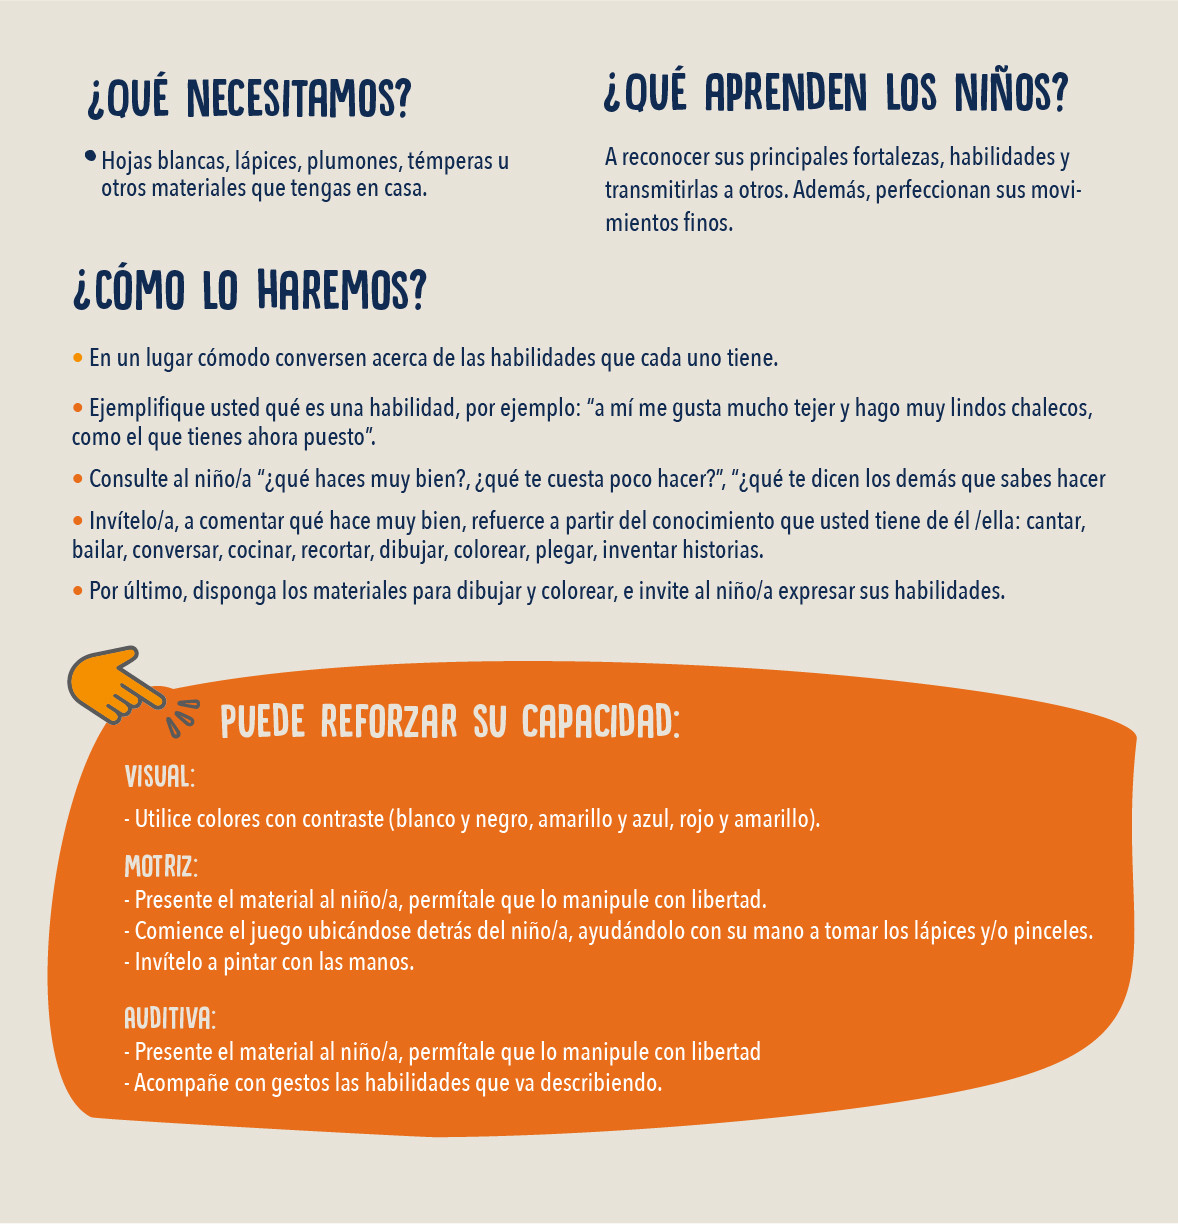 ¿QUÉ NECESITAMOS?
• Hojas blancas, lápices, plumones, témperas u
otros materiales que tengas en casa.
¿QUÉ APRENDEN LOS NIÑOS?
A reconocer sus principales fortalezas, habilidades y
transmitirlas a otros. Además, perfeccionan sus movi-
mientos finos.
¿CÓMO LO HAREMOS?
• En un lugar cómodo conversen acerca de las habilidades que cada uno tiene.
• Ejemplifique usted qué es una habilidad, por ejemplo: “a mí me gusta mucho tejer y hago muy lindos chalecos,
como el que tienes ahora puesto”.
• Consulte al niño/a “¿qué haces muy bien?, ¿qué te cuesta poco hacer?”, “¿qué te dicen los demás que sabes hacer
• Invítelo/a, a comentar qué hace muy bien, refuerce a partir del conocimiento que usted tiene de él /ella: cantar,
bailar, conversar, cocinar, recortar, dibujar, colorear, plegar, inventar historias.
• Por último, disponga los materiales para dibujar y colorear, e invite al niño/a expresar sus habilidades.
PUEDE REFORZAR SU CAPACIDAD:
VISUAL:
- Utilice colores con contraste (blanco y negro, amarillo y azul, rojo y amarillo).
MOTRIZ:
- Presente el material al niño/a, permítale que lo manipule con libertad.
- Comience el juego ubicándose detrás del niño/a, ayudándolo con su mano a tomar los lápices y/o pinceles.
- Invítelo a pintar con las manos.
AUDITIVA:
- Presente el material al niño/a, permítale que lo manipule con libertad
- Acompañe con gestos las habilidades que va describiendo.